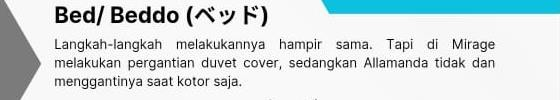 Bed/ Beddo (ベッド)
Langkah-langkah melakukannya hampir sama. Tapi di Mirage
melakukan pergantian duvet cover, sedangkan Allamanda tidak dan
menggantinya saat kotor saja.